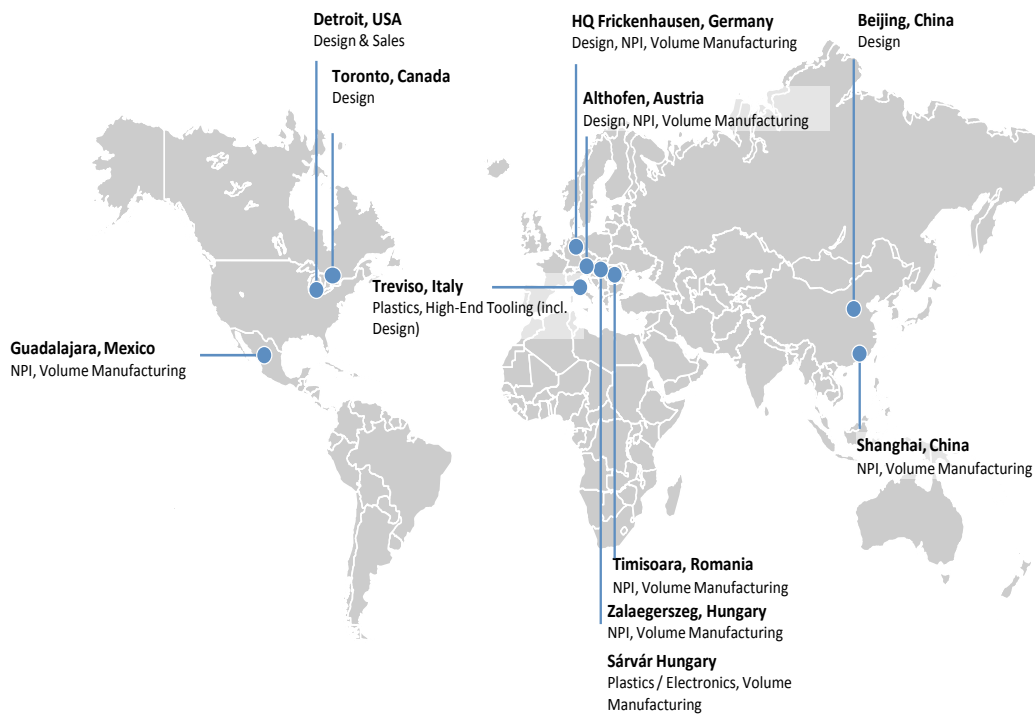 Detroit, USA
Design & Sales
Toronto, Canada
Design
HQ Frickenhausen, Germany
Design, NPI, Volume Manufacturing
Althofen, Austria
Design, NPI, Volume Manufacturing
Beijing, China
Design
Treviso, Italy
Plastics, High-End Tooling (incl.
Design)
Guadalajara, Mexico
NPI, Volume Manufacturing
Shanghai, China
NPI, Volume Manufacturing
Timisoara, Romania
NPI, Volume Manufacturing
Zalaegerszeg, Hungary
NPI, Volume Manufacturing
Sárvár Hungary
Plastics / Electronics, Volume
Manufacturing